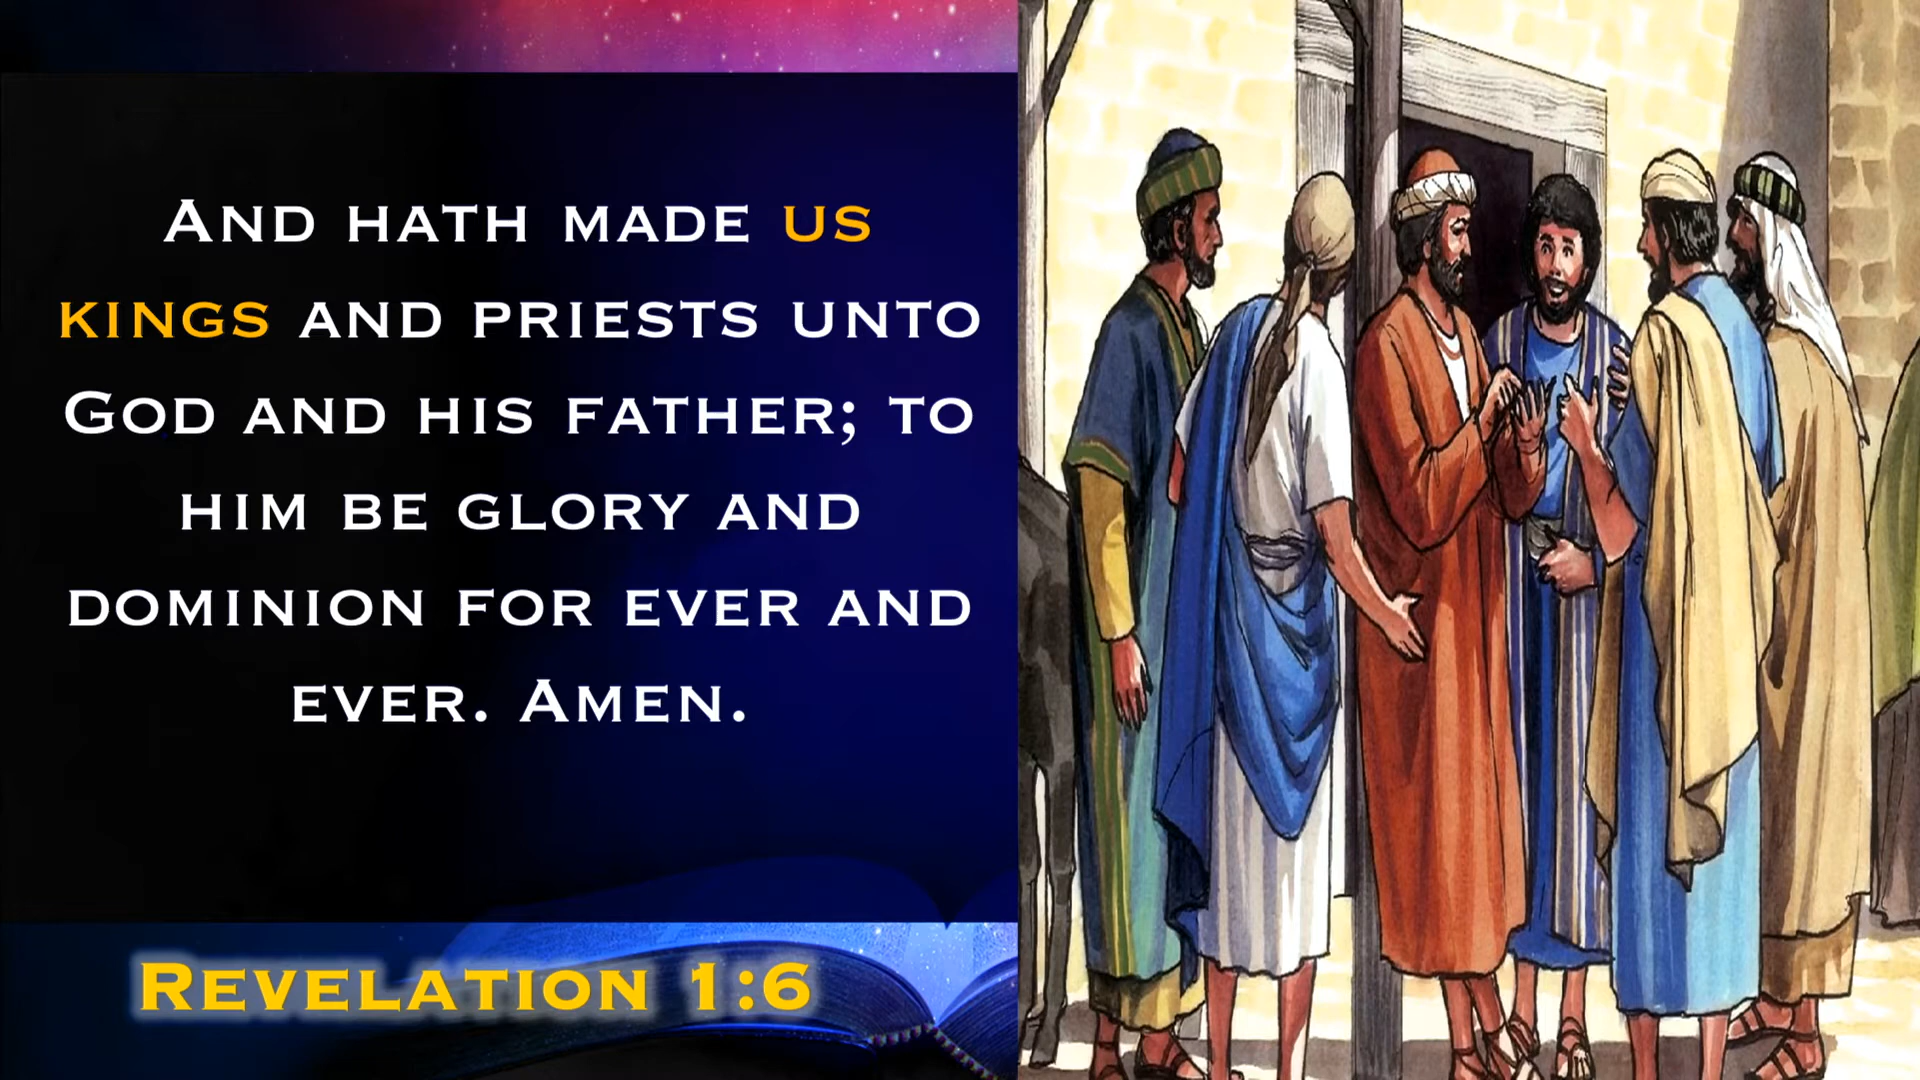 And hath made us
kings and priests unto
God and his father; to
him be glory and
dominion for ever and
ever. Amen.
Revelation 1:6